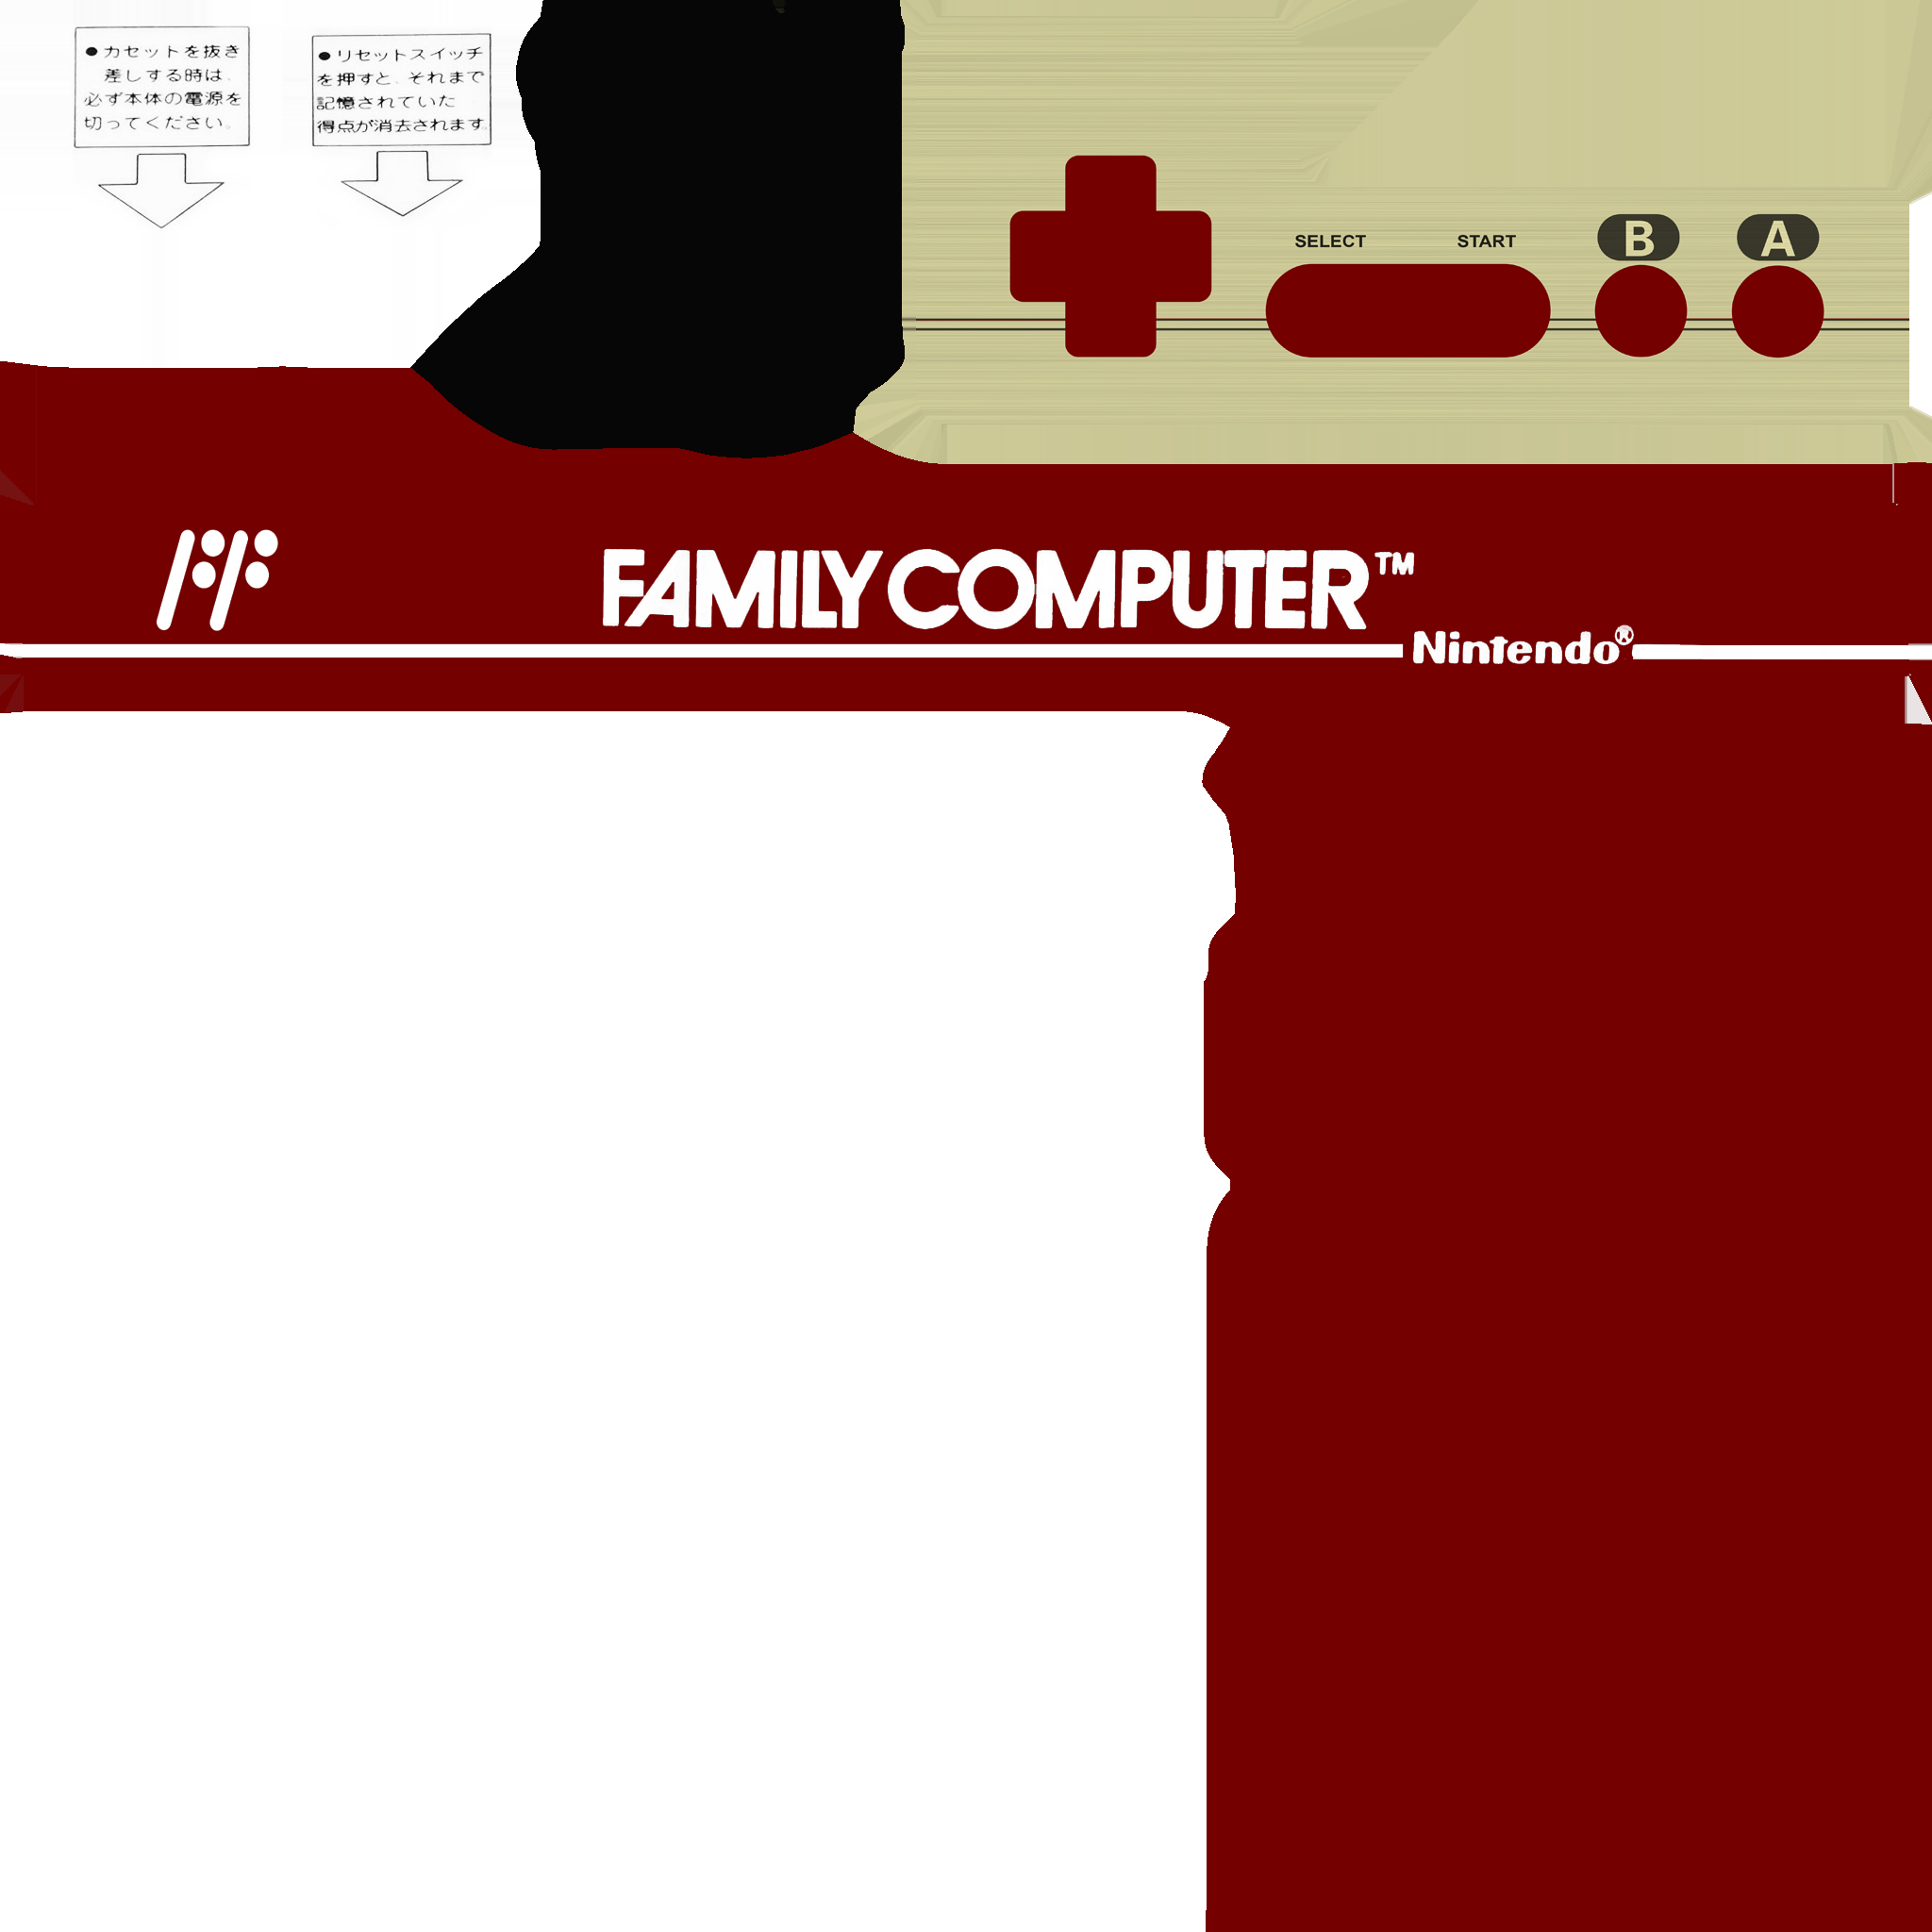 ●カセットを抜き
差しする時は、
必ず本体の電源を
切ってください。
●リセットスイッチ
を押すと、それまで
記憶されていた
得点が消去されます。
SELECT START B A
FAMILY COMPUTER™
Nintendo®